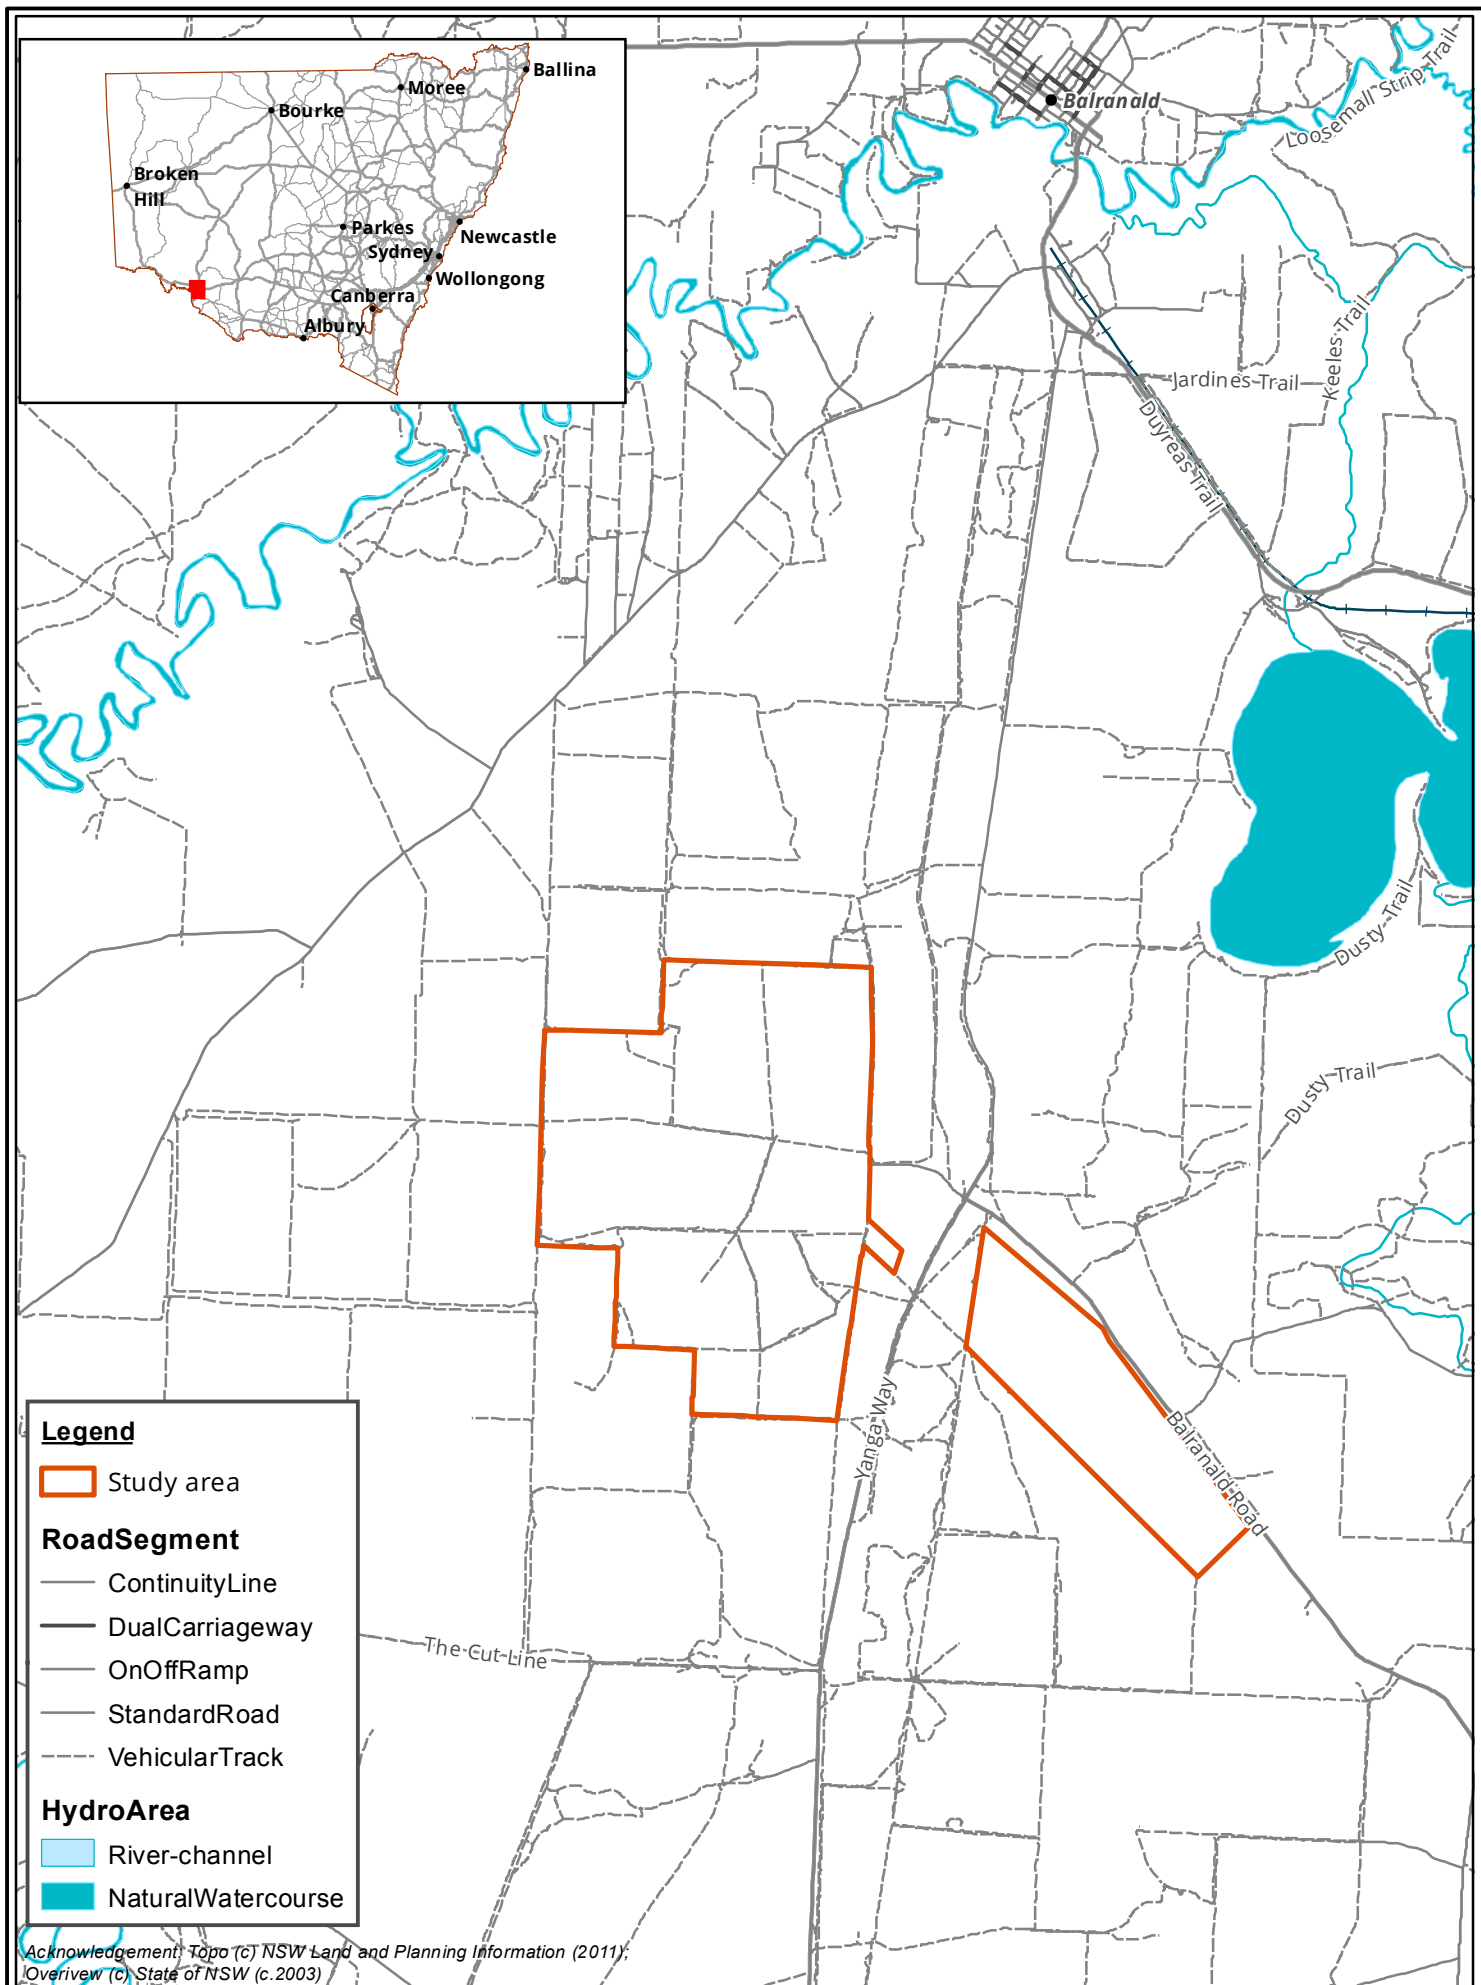 Ballina
Moree
Bourke
Broken
Hill
Parkes
Newcastle
Sydney
Wollongong
Canberra
Albury
Balranald
Loosemall Strip Trail
Keeles Trail
Jardines Trail
Duyreas Trail
Dusty Trail
Dusty Trail
Yanga Way
Balranald Road
The Cut Line
Legend
Study area
RoadSegment
ContinuityLine
DualCarriageway
OnOffRamp
StandardRoad
VehicularTrack
HydroArea
River-channel
NaturalWatercourse
Acknowledgement: Topo (c) NSW Land and Planning Information (2011);
Overivew (c) State of NSW (c.2003)